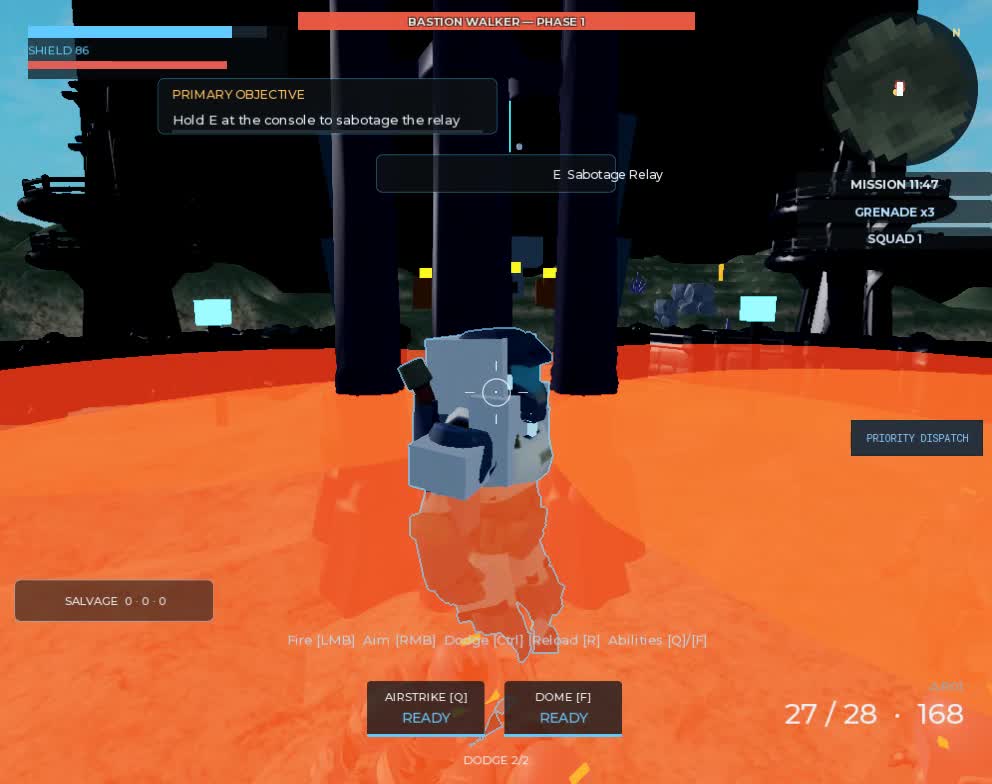 BASTION WALKER — PHASE 1
SHIELD 86
PRIMARY OBJECTIVE
Hold E at the console to sabotage the relay
E Sabotage Relay
N
MISSION 11:47
GRENADE x3
SQUAD 1
PRIORITY DISPATCH
SALVAGE 0 · 0 · 0
Fire [LMB] Aim [RMB] Dodge [Ctrl] Reload [R] Abilities [Q]/[F]
AIRSTRIKE [Q]
READY
DOME [F]
READY
27 / 28 · 168
DODGE 2/2